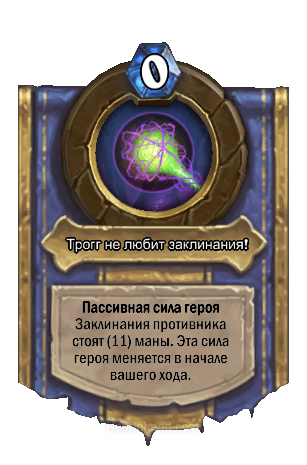 0
Трогг не любит заклинания!
Пассивная сила героя
Заклинания противника
стоят (11) маны. Эта сила
героя меняется в начале
вашего хода.